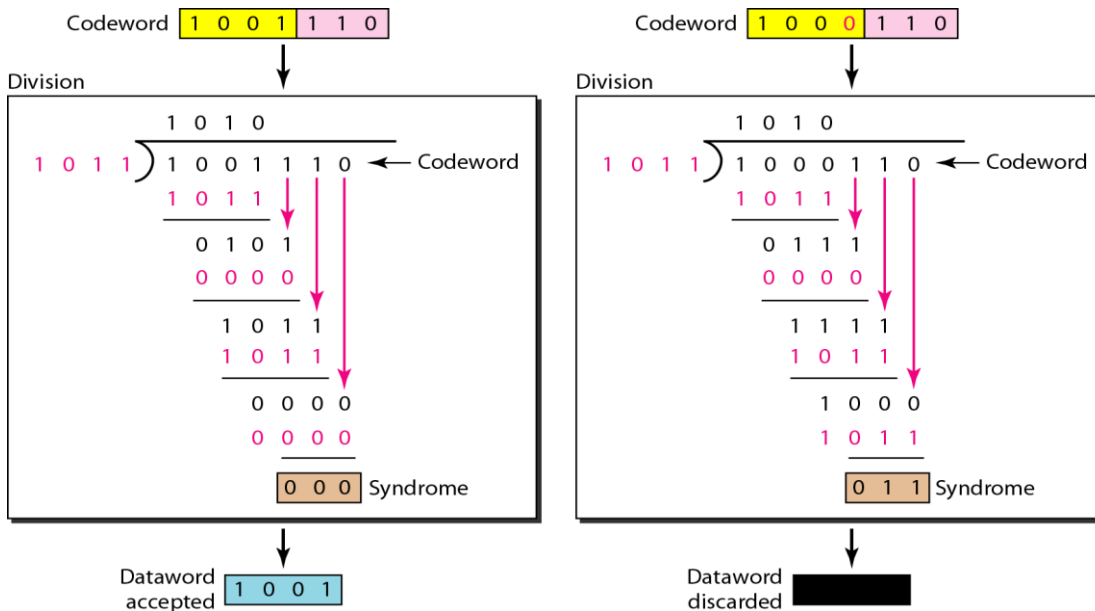 Codeword 1 0 0 1 1 1 0
Division
1 0 1 0
1 0 1 1 1 0 0 1 1 1 0 Codeword
1 0 1 1
0 1 0 1
0 0 0 0
1 0 1 1
1 0 1 1
0 0 0 0
0 0 0 0
0 0 0 Syndrome
Dataword
accepted 1 0 0 1
Codeword 1 0 0 0 1 1 0
Division
1 0 1 0
1 0 1 1 1 0 0 0 1 1 0 Codeword
1 0 1 1
0 1 1 1
0 0 0 0
1 1 1 1
1 0 1 1
1 0 0 0
1 0 1 1
0 1 1 Syndrome
Dataword
discarded